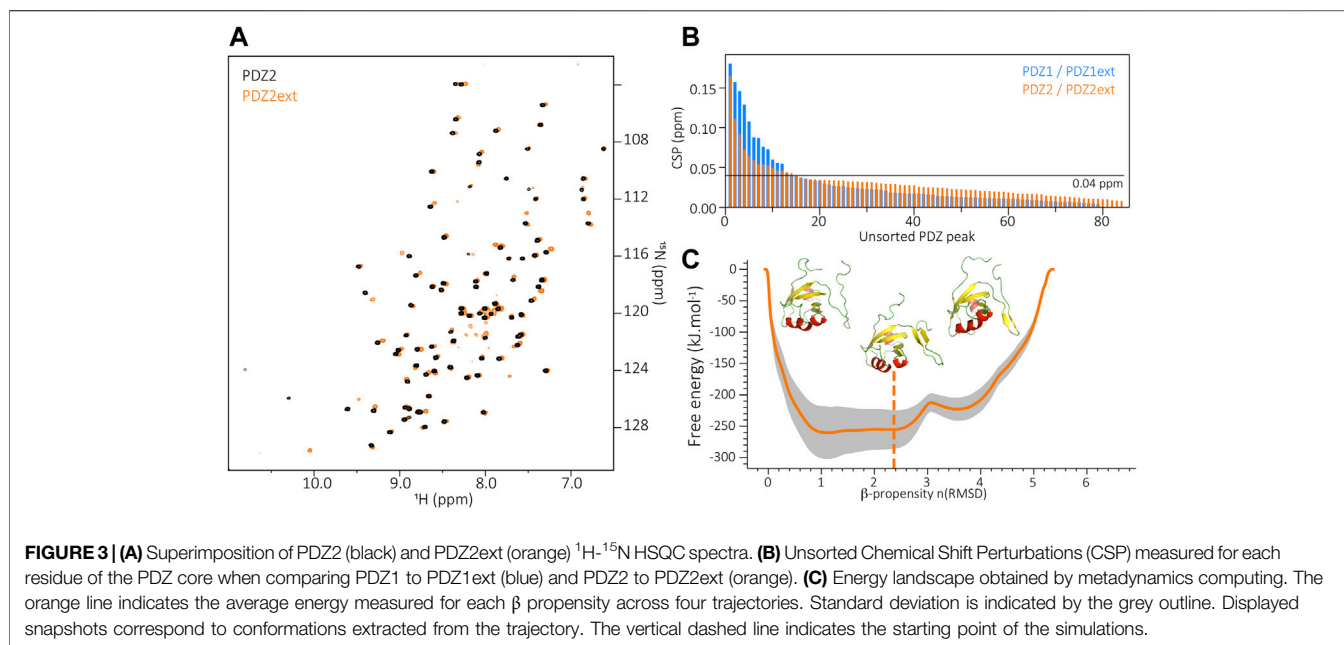 A
PDZ2
PDZ2ext
108
112
116
120
124
128
¹⁵N (ppm)
10.0 9.0 8.0 7.0
¹H (ppm)
B
PDZ1 / PDZ1ext
PDZ2 / PDZ2ext
0.15
0.10
0.05
0.00
CSP (ppm)
0.04 ppm
0 20 40 60 80
Unsorted PDZ peak
C
0
-50
-100
-150
-200
-250
-300
Free energy (kJ.mol⁻¹)
0 1 2 3 4 5 6
β-propensity n(RMSD)
FIGURE 3 | (A) Superimposition of PDZ2 (black) and PDZ2ext (orange) ¹H-¹⁵N HSQC spectra. (B) Unsorted Chemical Shift Perturbations (CSP) measured for each
residue of the PDZ core when comparing PDZ1 to PDZ1ext (blue) and PDZ2 to PDZ2ext (orange). (C) Energy landscape obtained by metadynamics computing. The
orange line indicates the average energy measured for each β propensity across four trajectories. Standard deviation is indicated by the grey outline. Displayed
snapshots correspond to conformations extracted from the trajectory. The vertical dashed line indicates the starting point of the simulations.